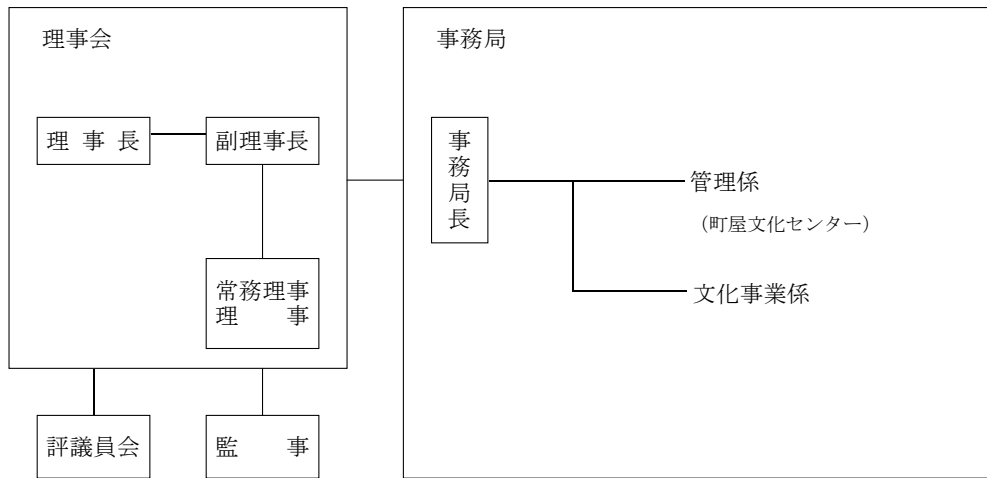 理事会
理事長
副理事長
常務理事
理事
評議員会
監事
事務局
事務局長
管理係
（町屋文化センター）
文化事業係